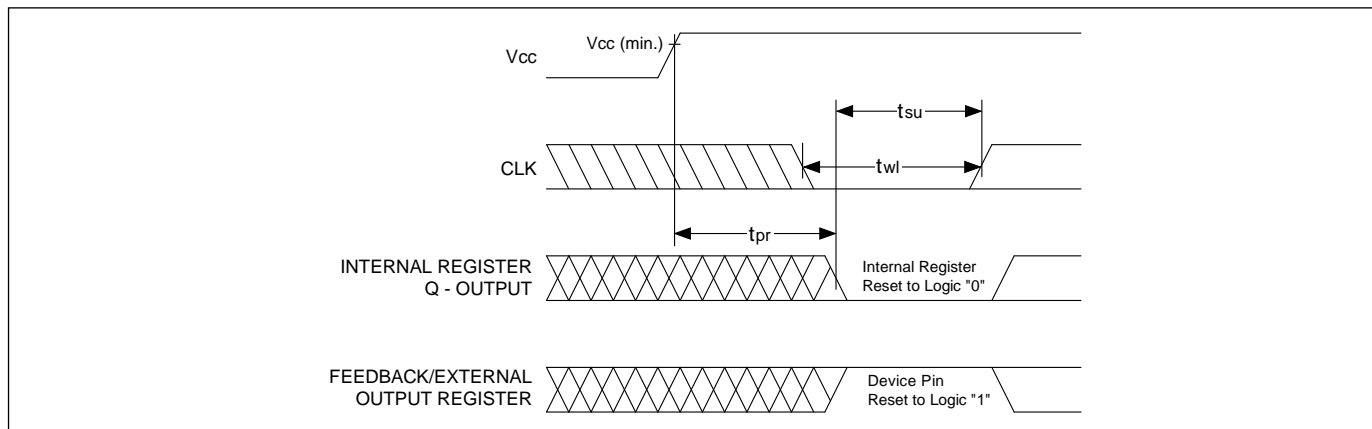 Vcc
Vcc (min.)
tsu
CLK
twl
tpr
INTERNAL REGISTER
Q - OUTPUT
Internal Register
Reset to Logic "0"
FEEDBACK/EXTERNAL
OUTPUT REGISTER
Device Pin
Reset to Logic "1"